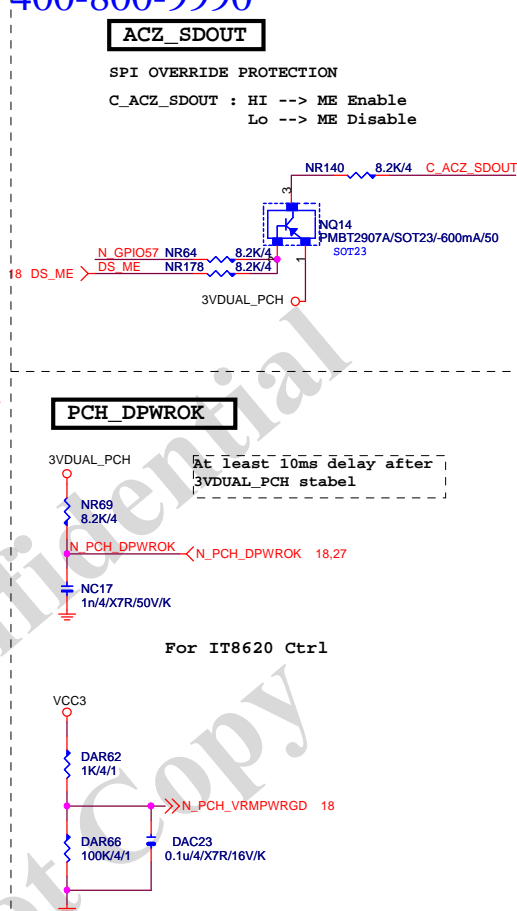 400-800-9990
ACZ_SDOUT
SPI OVERRIDE PROTECTION
C_ACZ_SDOUT : HI --> ME Enable
Lo --> ME Disable
NR140 8.2K/4 C_ACZ_SDOUT
3
NQ14
PMBT2907A/SOT23/-600mA/50
SOT23
N_GPIO57 NR64 8.2K/4
18 DS_ME DS_ME NR178 8.2K/4
1
3VDUAL_PCH
PCH_DPWROK
3VDUAL_PCH
At least 10ms delay after
3VDUAL_PCH stabel
NR69
8.2K/4
N_PCH_DPWROK N_PCH_DPWROK 18,27
NC17
1n/4/X7R/50V/K
For IT8620 Ctrl
VCC3
DAR62
1K/4/1
N_PCH_VRMPWRGD 18
DAR66
100K/4/1
DAC23
0.1u/4/X7R/16V/K